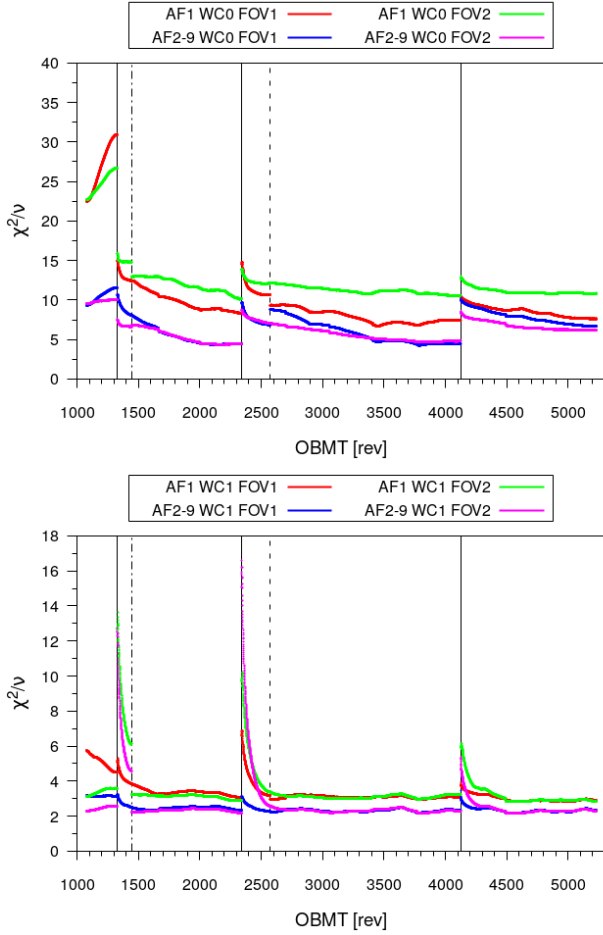 AF1 WC0 FOV1 AF1 WC0 FOV2
AF2-9 WC0 FOV1 AF2-9 WC0 FOV2
40
35
30
25
20
15
10
5
0
χ²/ν
1000 1500 2000 2500 3000 3500 4000 4500 5000
OBMT [rev]
AF1 WC1 FOV1 AF1 WC1 FOV2
AF2-9 WC1 FOV1 AF2-9 WC1 FOV2
18
16
14
12
10
8
6
4
2
0
χ²/ν
1000 1500 2000 2500 3000 3500 4000 4500 5000
OBMT [rev]